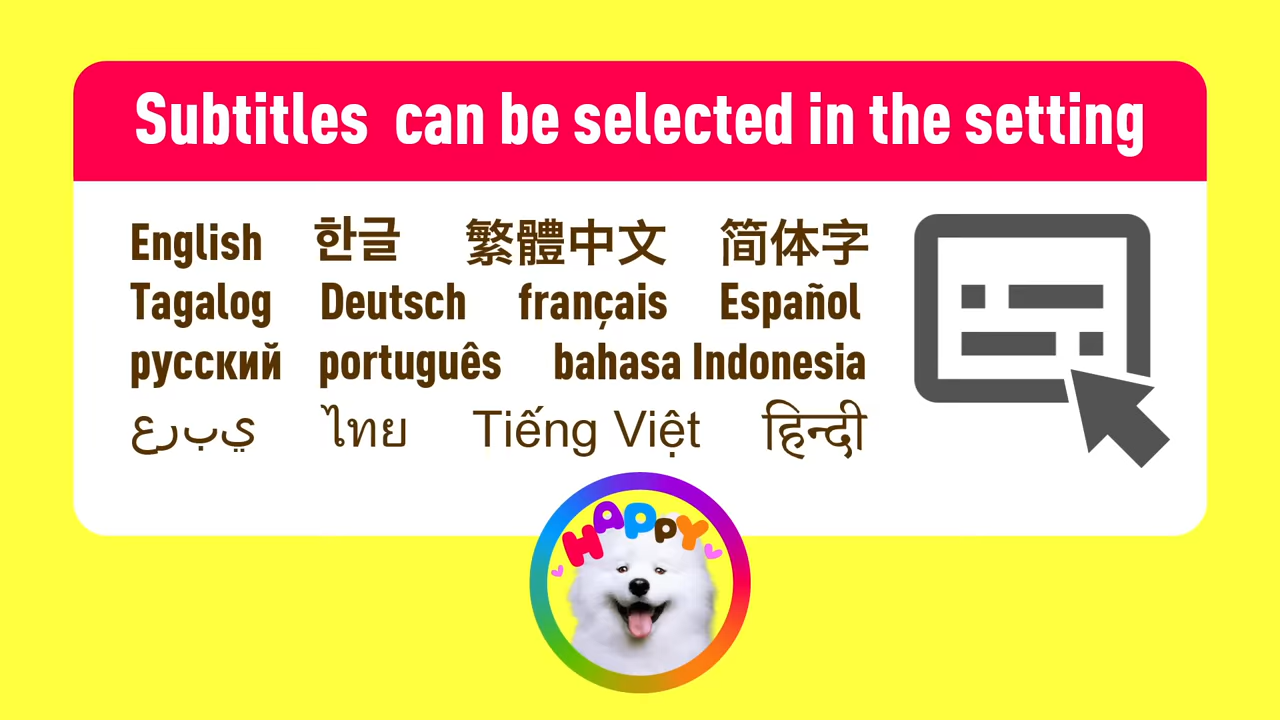 Subtitles can be selected in the setting
English 한글 繁體中文 简体字
Tagalog Deutsch français Español
русский português bahasa Indonesia
ﻱﺏﺭﻉ ไทย Tiếng Việt हिन्दी
HAPPY